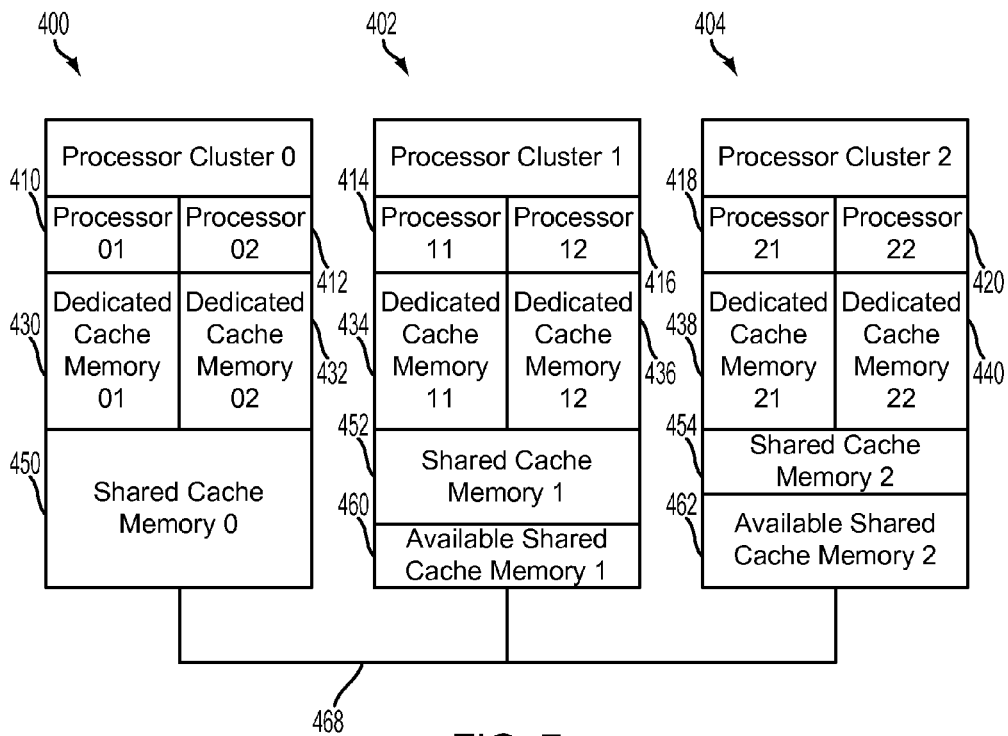 400
402
404
Processor Cluster 0
Processor Cluster 1
Processor Cluster 2
410
414
418
Processor 01
Processor 02
Processor 11
Processor 12
Processor 21
Processor 22
412
416
420
430
434
438
Dedicated Cache Memory 01
Dedicated Cache Memory 02
Dedicated Cache Memory 11
Dedicated Cache Memory 12
Dedicated Cache Memory 21
Dedicated Cache Memory 22
432
436
440
450
452
454
Shared Cache Memory 0
Shared Cache Memory 1
Shared Cache Memory 2
460
462
Available Shared Cache Memory 1
Available Shared Cache Memory 2
468